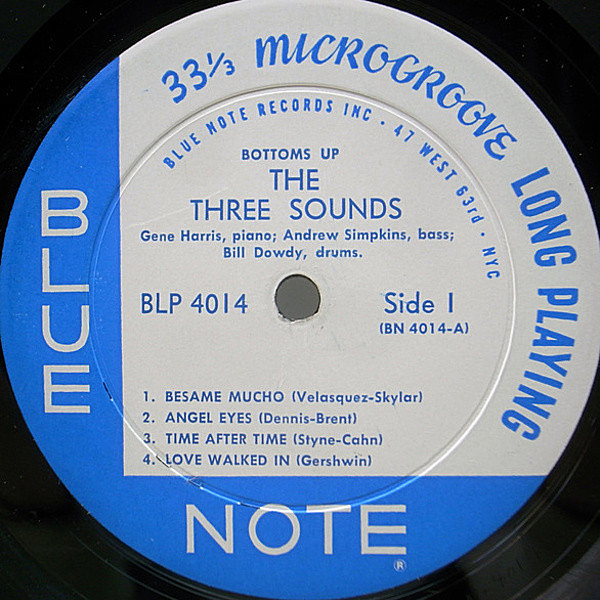 33⅓ MICROGROOVE LONG PLAYING
BLUE NOTE RECORDS INC • 47 WEST 63rd • NYC
BOTTOMS UP
THE
THREE SOUNDS
Gene Harris, piano; Andrew Simpkins, bass;
Bill Dowdy, drums.
BLP 4014
Side 1
(BN 4014-A)
1. BESAME MUCHO (Velasquez-Skylar)
2. ANGEL EYES (Dennis-Brent)
3. TIME AFTER TIME (Styne-Cahn)
4. LOVE WALKED IN (Gershwin)
BLUE
NOTE®